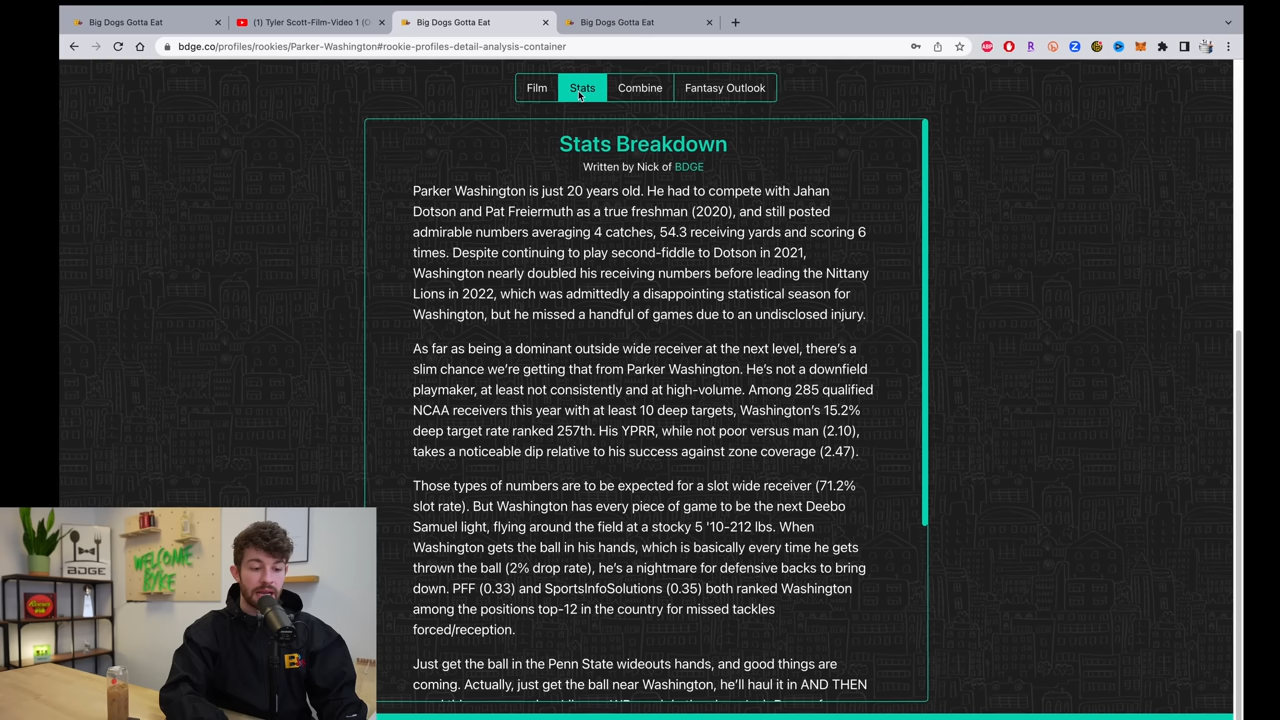 Big Dogs Gotta Eat
(1) Tyler Scott-Film-Video 1 (O
Big Dogs Gotta Eat
Big Dogs Gotta Eat
bdge.co/profiles/rookies/Parker-Washington#rookie-profiles-detail-analysis-container
Film
Stats
Combine
Fantasy Outlook
Stats Breakdown
Written by Nick of BDGE
Parker Washington is just 20 years old. He had to compete with Jahan
Dotson and Pat Freiermuth as a true freshman (2020), and still posted
admirable numbers averaging 4 catches, 54.3 receiving yards and scoring 6
times. Despite continuing to play second-fiddle to Dotson in 2021,
Washington nearly doubled his receiving numbers before leading the Nittany
Lions in 2022, which was admittedly a disappointing statistical season for
Washington, but he missed a handful of games due to an undisclosed injury.
As far as being a dominant outside wide receiver at the next level, there's a
slim chance we're getting that from Parker Washington. He's not a downfield
playmaker, at least not consistently and at high-volume. Among 285 qualified
NCAA receivers this year with at least 10 deep targets, Washington's 15.2%
deep target rate ranked 257th. His YPRR, while not poor versus man (2.10),
takes a noticeable dip relative to his success against zone coverage (2.47).
Those types of numbers are to be expected for a slot wide receiver (71.2%
slot rate). But Washington has every piece of game to be the next Deebo
Samuel light, flying around the field at a stocky 5 '10-212 lbs. When
Washington gets the ball in his hands, which is basically every time he gets
thrown the ball (2% drop rate), he's a nightmare for defensive backs to bring
down. PFF (0.33) and SportsInfoSolutions (0.35) both ranked Washington
among the positions top-12 in the country for missed tackles
forced/reception.
Just get the ball in the Penn State wideouts hands, and good things are
coming. Actually, just get the ball near Washington, he'll haul it in AND THEN
BDGE
WELCOME
RYKE